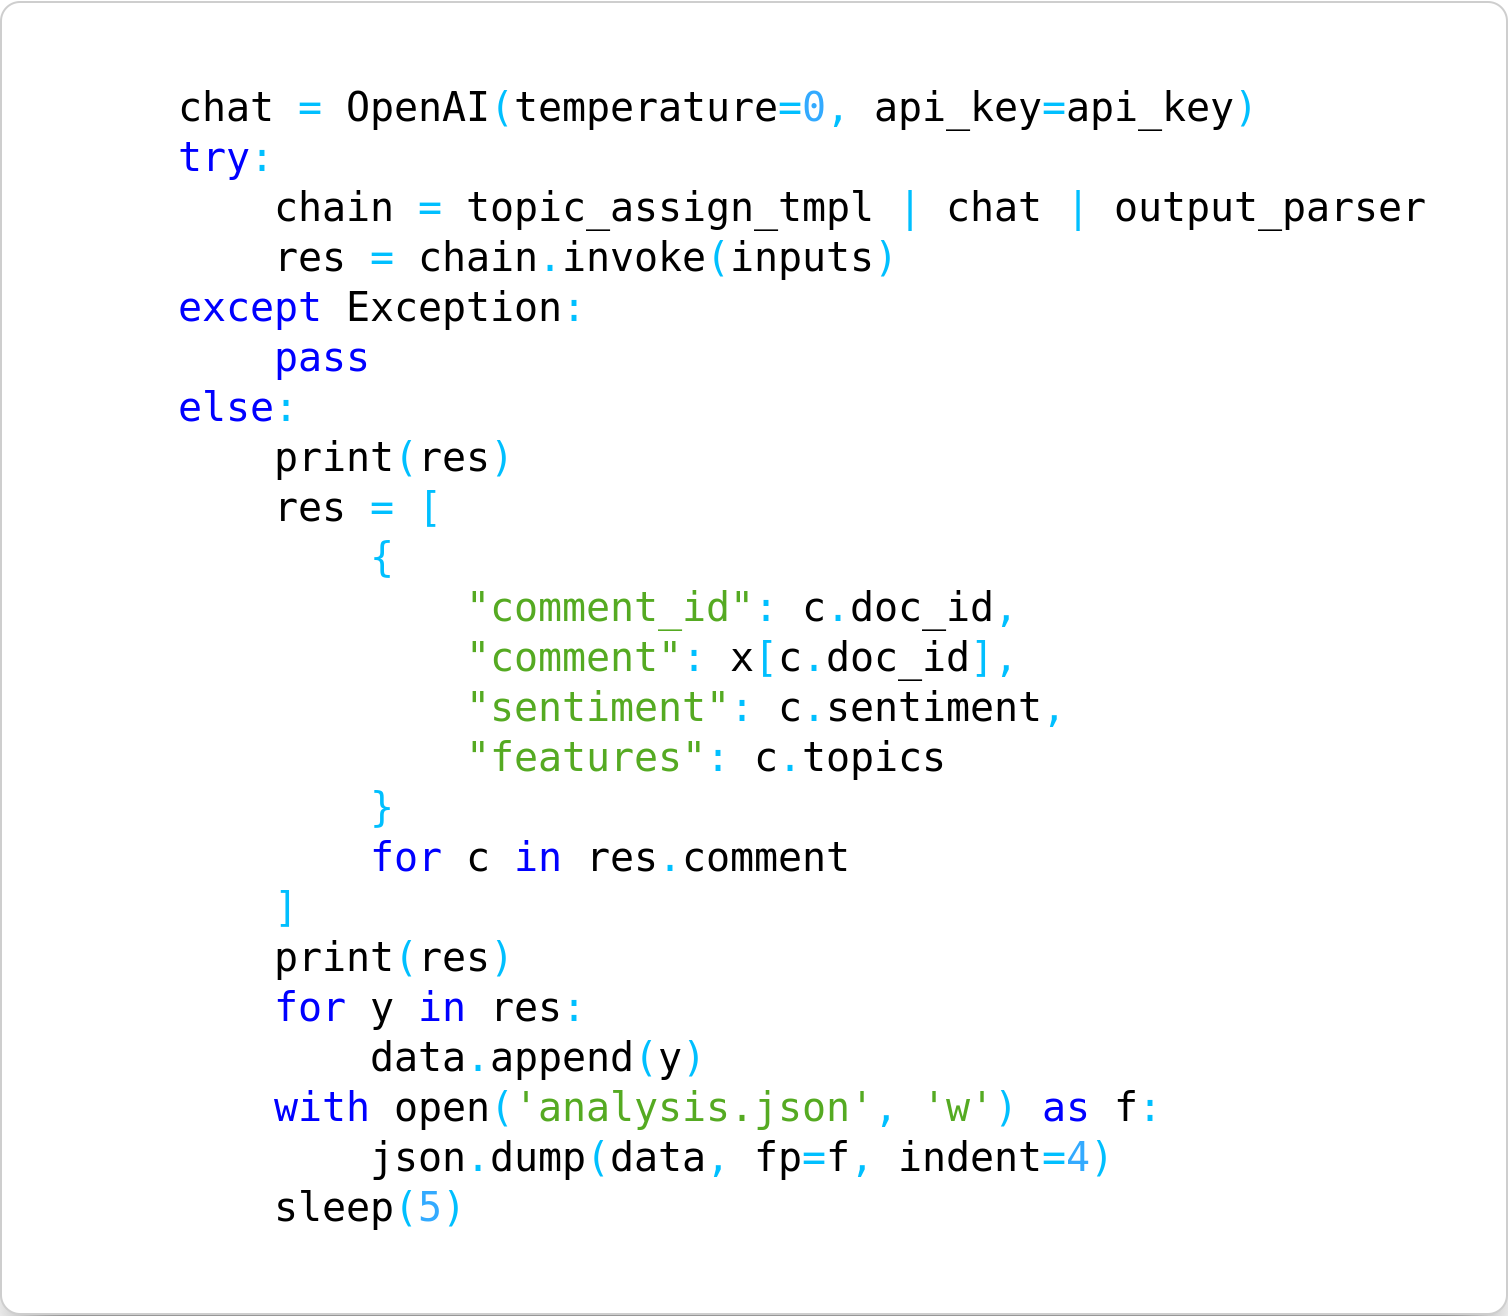 chat = OpenAI(temperature=0, api_key=api_key)
try:
    chain = topic_assign_tmpl | chat | output_parser
    res = chain.invoke(inputs)
except Exception:
    pass
else:
    print(res)
    res = [
        {
            "comment_id": c.doc_id,
            "comment": x[c.doc_id],
            "sentiment": c.sentiment,
            "features": c.topics
        }
        for c in res.comment
    ]
    print(res)
    for y in res:
        data.append(y)
    with open('analysis.json', 'w') as f:
        json.dump(data, fp=f, indent=4)
    sleep(5)